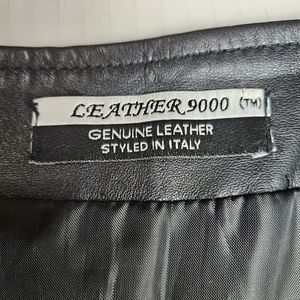 LEATHER 9000 (TM)
GENUINE LEATHER
STYLED IN ITALY